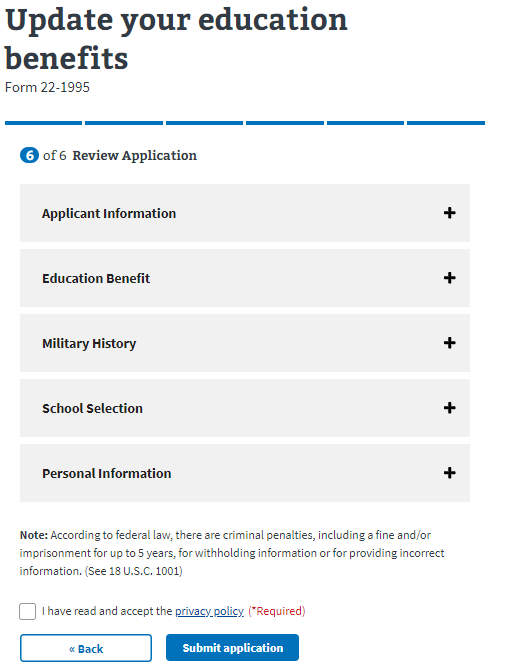 Update your education
benefits
Form 22-1995
6 of 6 Review Application
Applicant Information
Education Benefit
Military History
School Selection
Personal Information
Note: According to federal law, there are criminal penalties, including a fine and/or
imprisonment for up to 5 years, for withholding information or for providing incorrect
information. (See 18 U.S.C. 1001)
I have read and accept the privacy policy (*Required)
« Back
Submit application